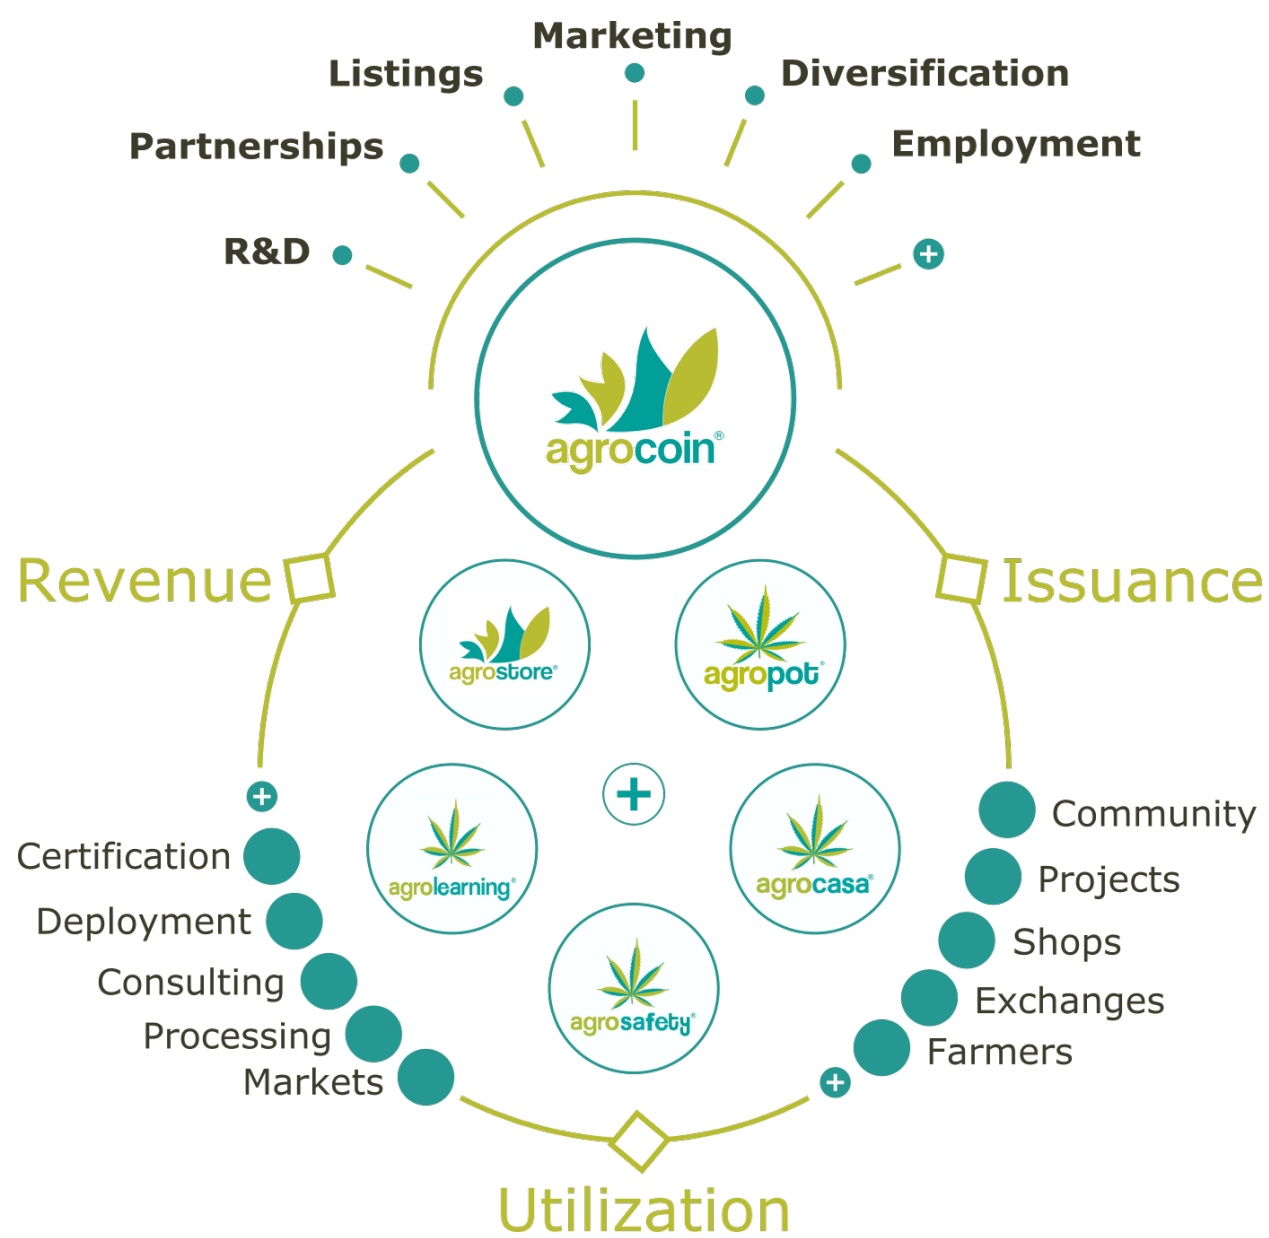 Marketing
Listings
Diversification
Partnerships
Employment
R&D
agrocoin®
Revenue
Issuance
agrostore®
agropot®
agrolearning®
agrocasa®
agrosafety®
Certification
Deployment
Consulting
Processing
Markets
Community
Projects
Shops
Exchanges
Farmers
Utilization